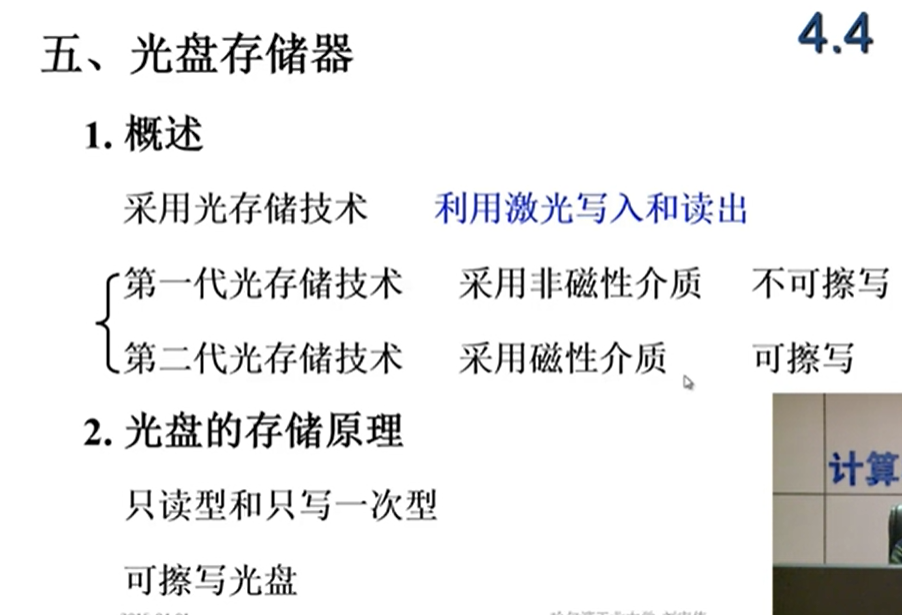 4.4
五、光盘存储器
1. 概述
采用光存储技术 利用激光写入和读出
第一代光存储技术 采用非磁性介质 不可擦写
第二代光存储技术 采用磁性介质 可擦写
2. 光盘的存储原理
只读型和只写一次型
可擦写光盘
计算